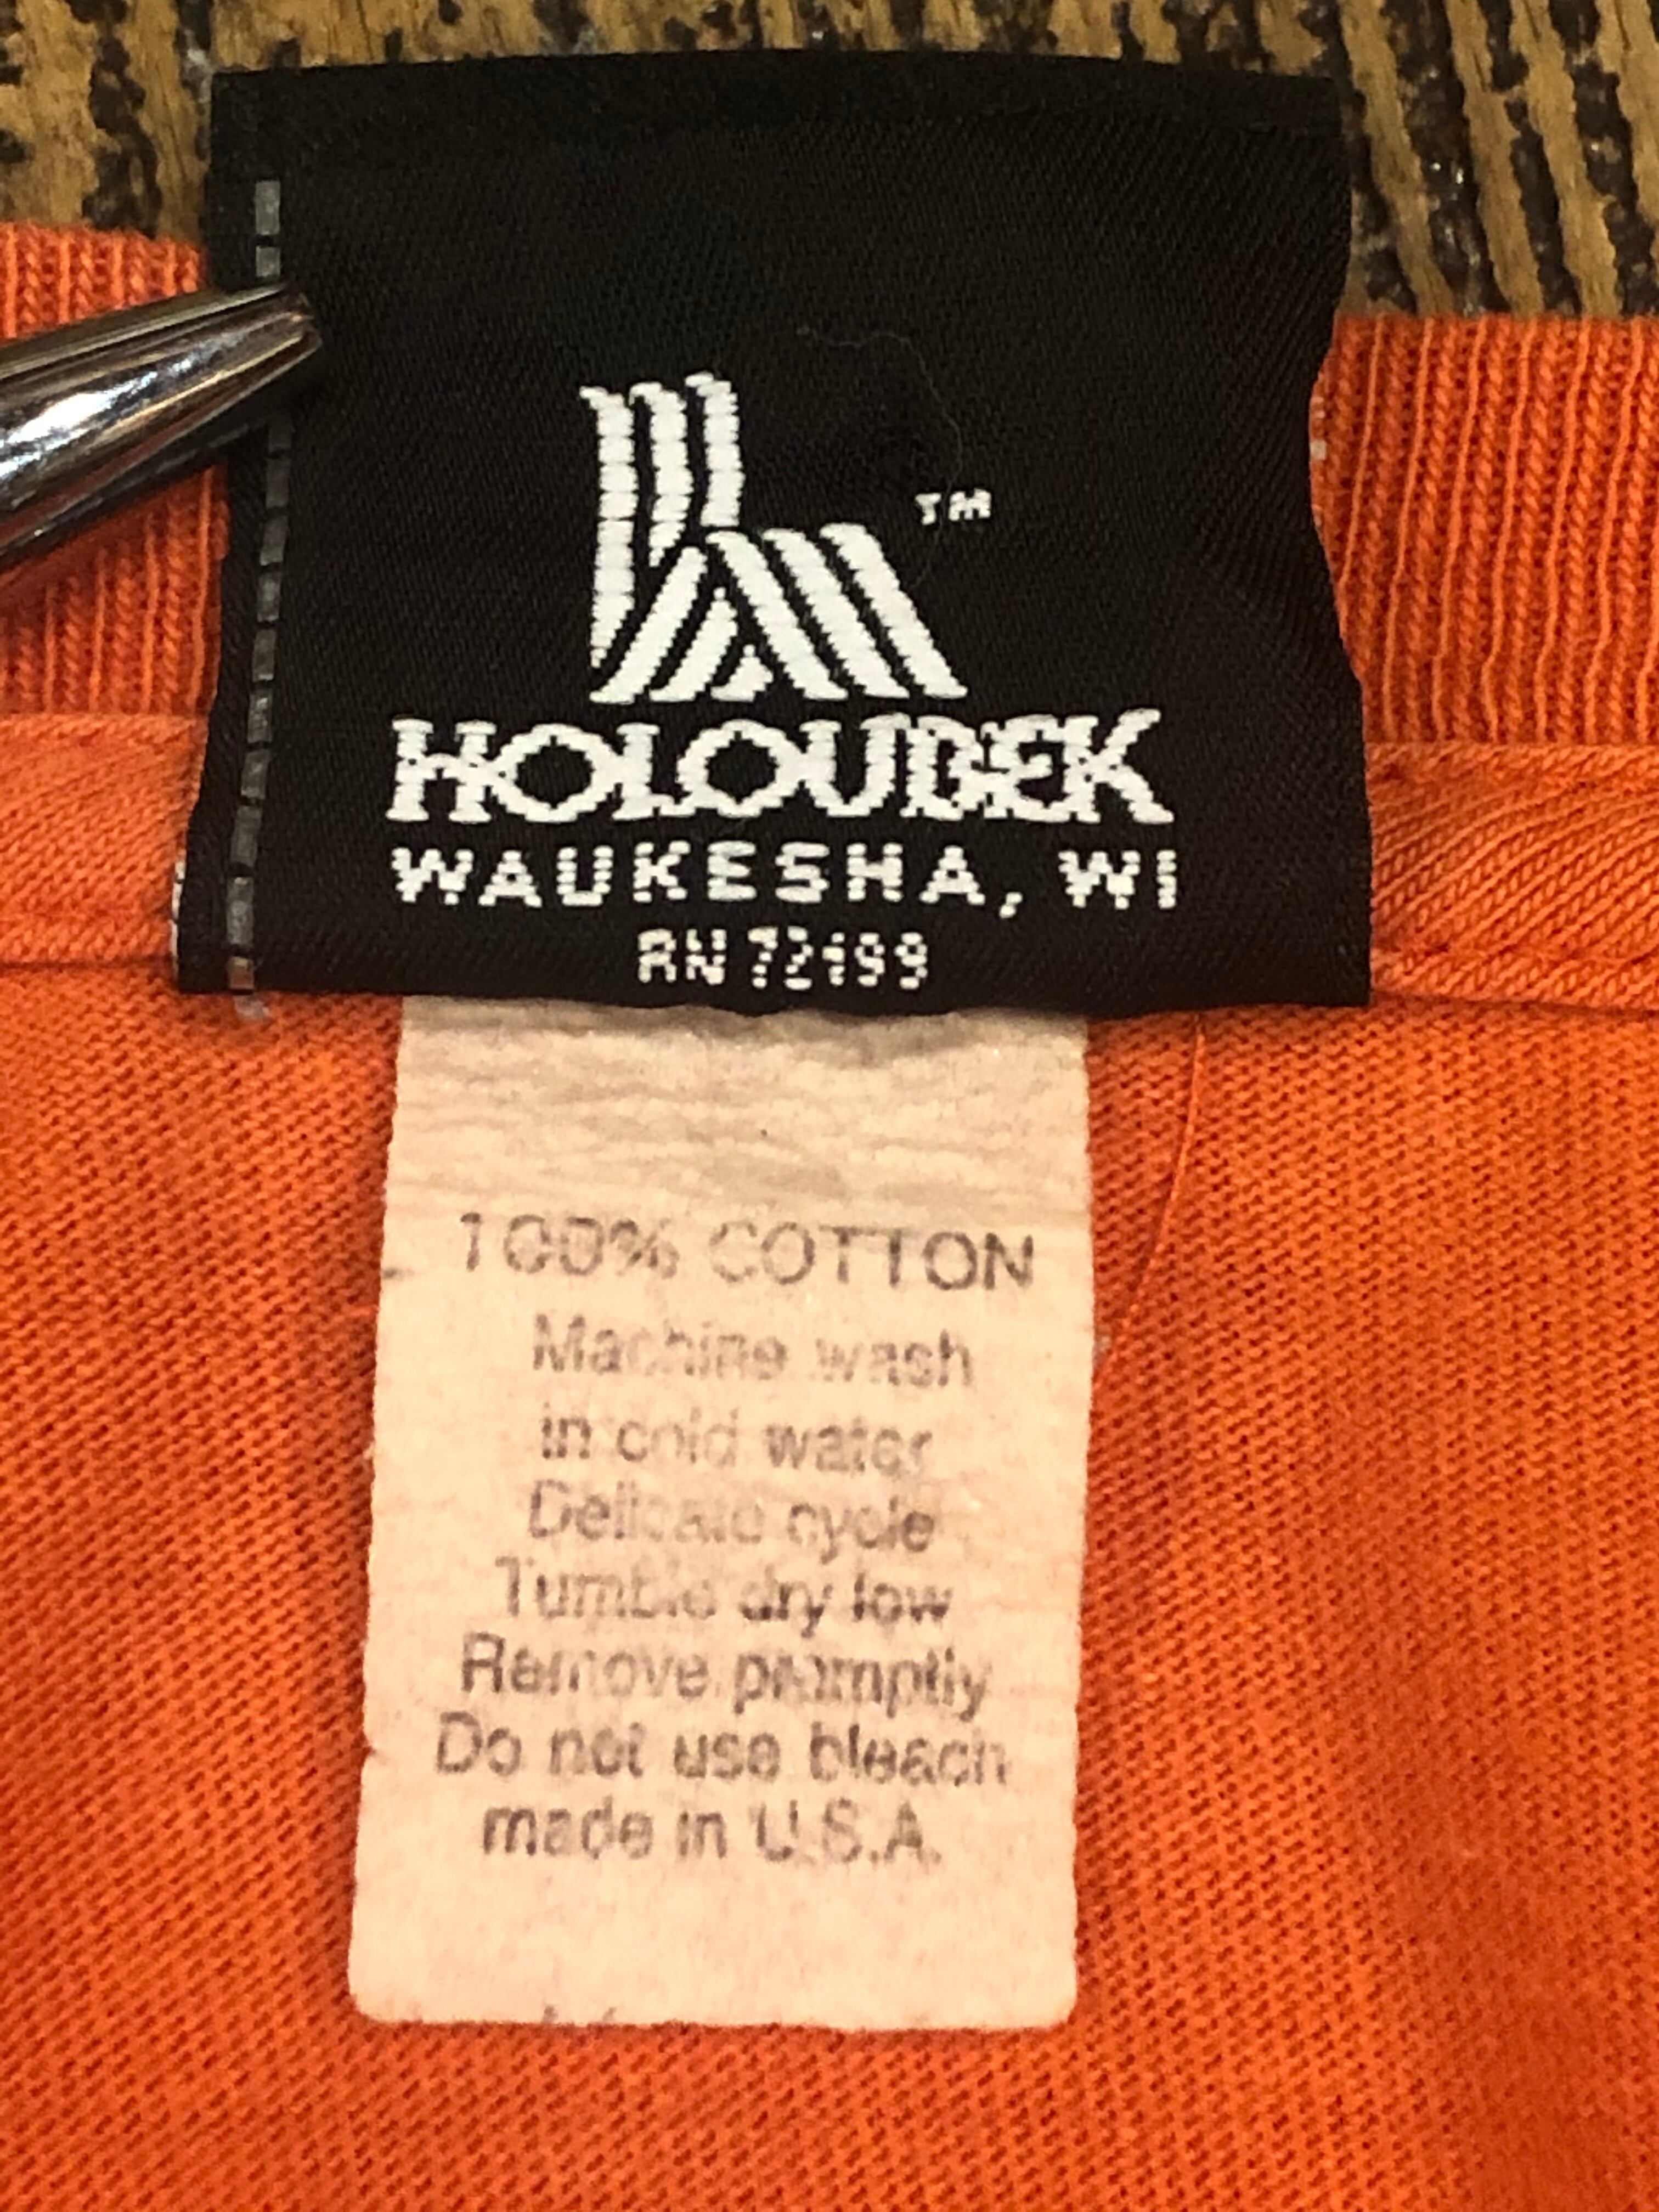 TM
HOLOUDEK
WAUKESHA, WI
RN 72199
100% COTTON
Machine wash
in cold water
Delicate cycle
Tumble dry low
Remove promptly
Do not use bleach
made in U.S.A.